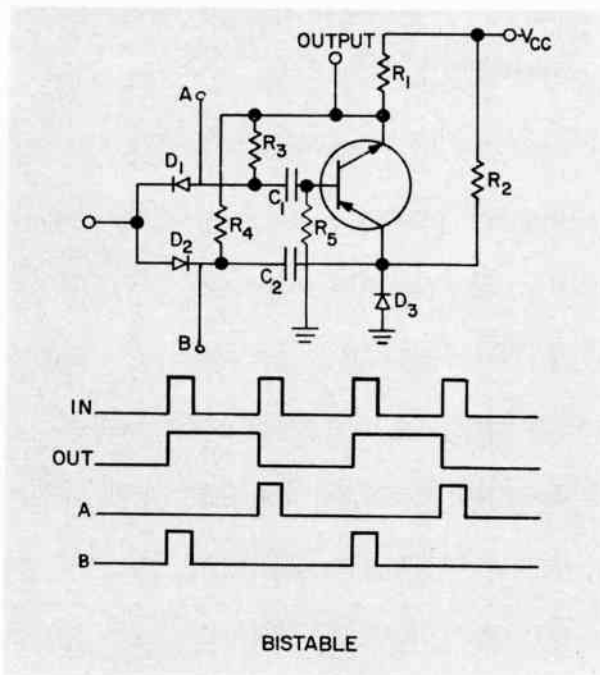 OUTPUT
-VCC
A
R1
R3
D1
C1
R2
R4
R5
D2
C2
D3
B
IN
OUT
A
B
BISTABLE